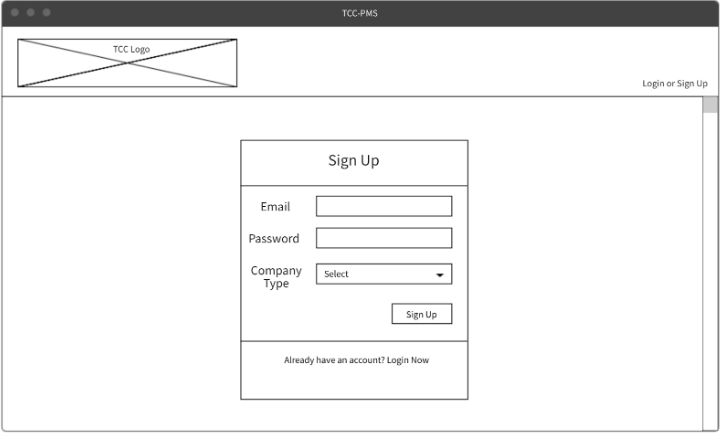 TCC-PMS
TCC Logo
Login or Sign Up
Sign Up
Email
Password
Company
Type
Select
Sign Up
Already have an account? Login Now